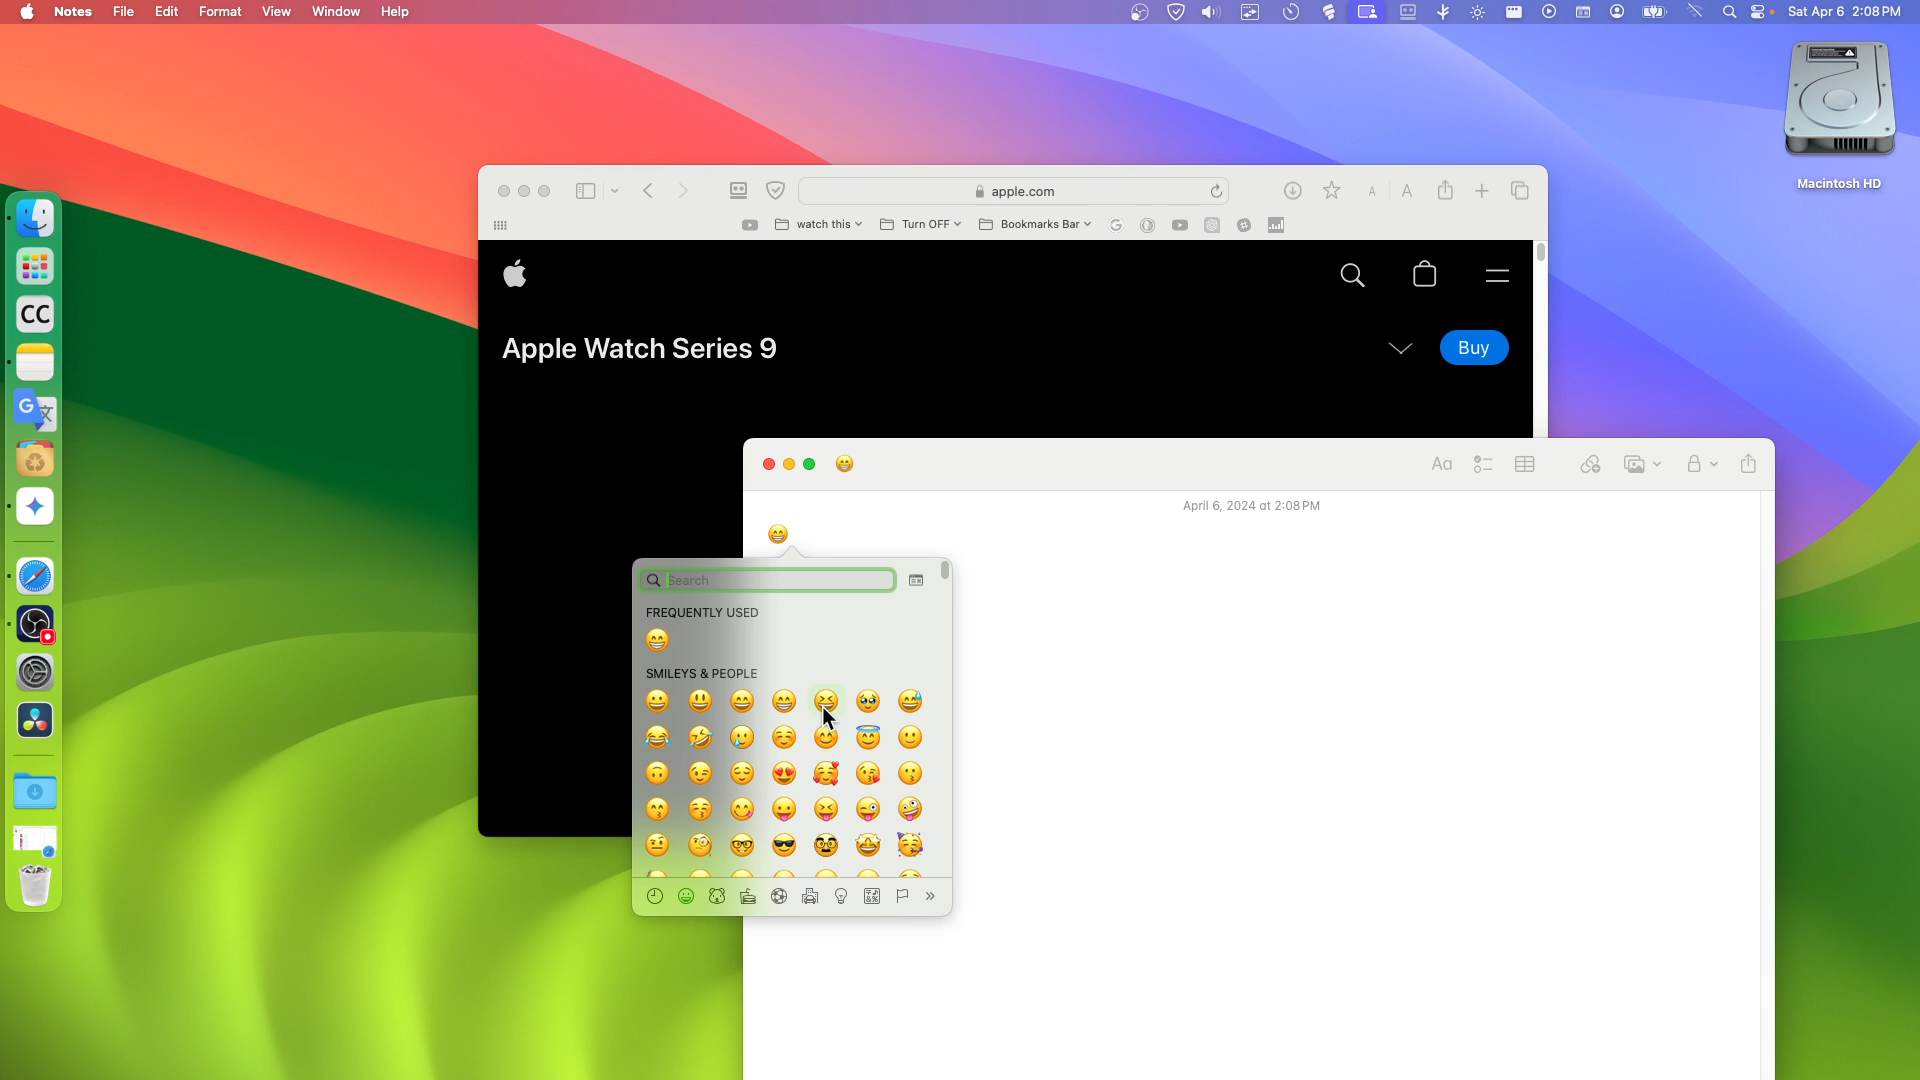 Notes File Edit Format View Window Help
Sat Apr 6 2:08 PM
Macintosh HD
apple.com
A A
watch this Turn OFF Bookmarks Bar
Apple Watch Series 9
Buy
Aa
April 6, 2024 at 2:08 PM
😁
Search
FREQUENTLY USED
SMILEYS & PEOPLE
CC
G 文